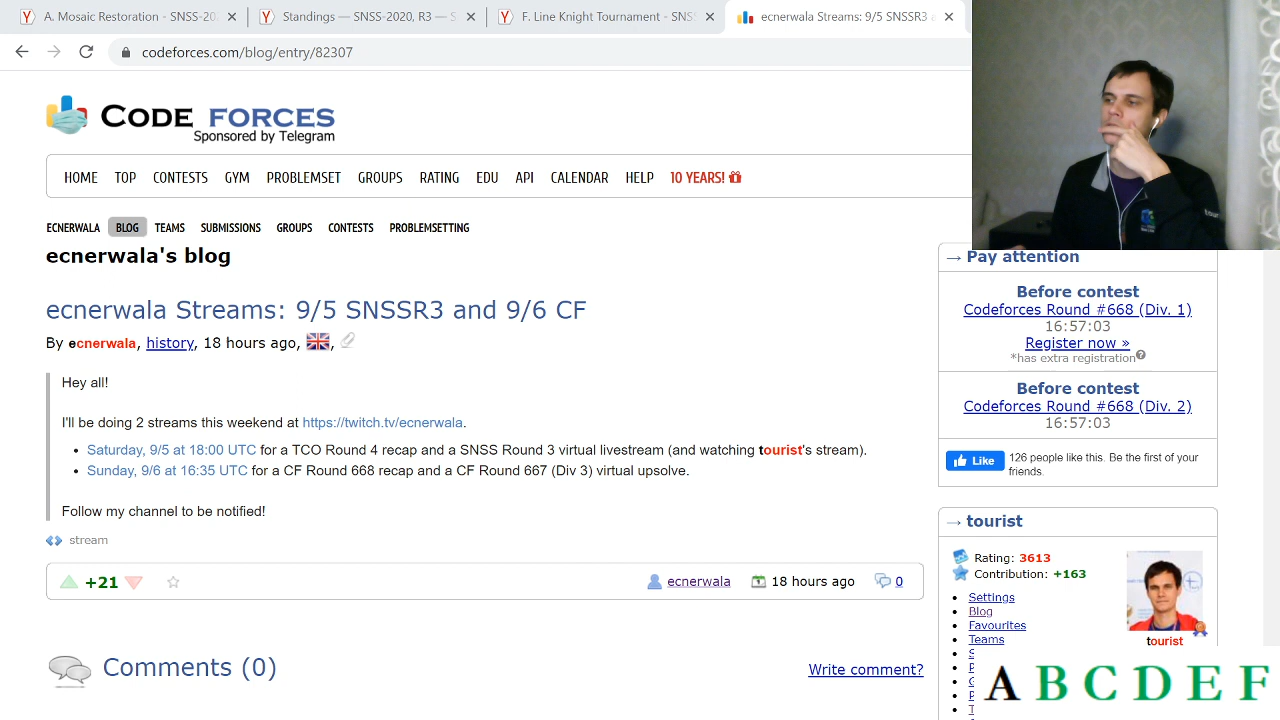 A. Mosaic Restoration - SNSS-20
Standings — SNSS-2020, R3 — S
F. Line Knight Tournament - SNS
ecnerwala Streams: 9/5 SNSSR3 a
codeforces.com/blog/entry/82307
CODE FORCES
Sponsored by Telegram
HOME TOP CONTESTS GYM PROBLEMSET GROUPS RATING EDU API CALENDAR HELP 10 YEARS!
ECNERWALA BLOG TEAMS SUBMISSIONS GROUPS CONTESTS PROBLEMSETTING
ecnerwala's blog
ecnerwala Streams: 9/5 SNSSR3 and 9/6 CF
By ecnerwala, history, 18 hours ago,
Hey all!
I'll be doing 2 streams this weekend at https://twitch.tv/ecnerwala.
• Saturday, 9/5 at 18:00 UTC for a TCO Round 4 recap and a SNSS Round 3 virtual livestream (and watching tourist's stream).
• Sunday, 9/6 at 16:35 UTC for a CF Round 668 recap and a CF Round 667 (Div 3) virtual upsolve.
Follow my channel to be notified!
stream
+21 ecnerwala 18 hours ago 0
Comments (0)
Write comment?
→ Pay attention
Before contest
Codeforces Round #668 (Div. 1)
16:57:03
Register now »
*has extra registration?
Before contest
Codeforces Round #668 (Div. 2)
16:57:03
Like 126 people like this. Be the first of your
friends.
→ tourist
Rating: 3613
Contribution: +163
• Settings
• Blog
• Favourites
• Teams
tourist
A B C D E F